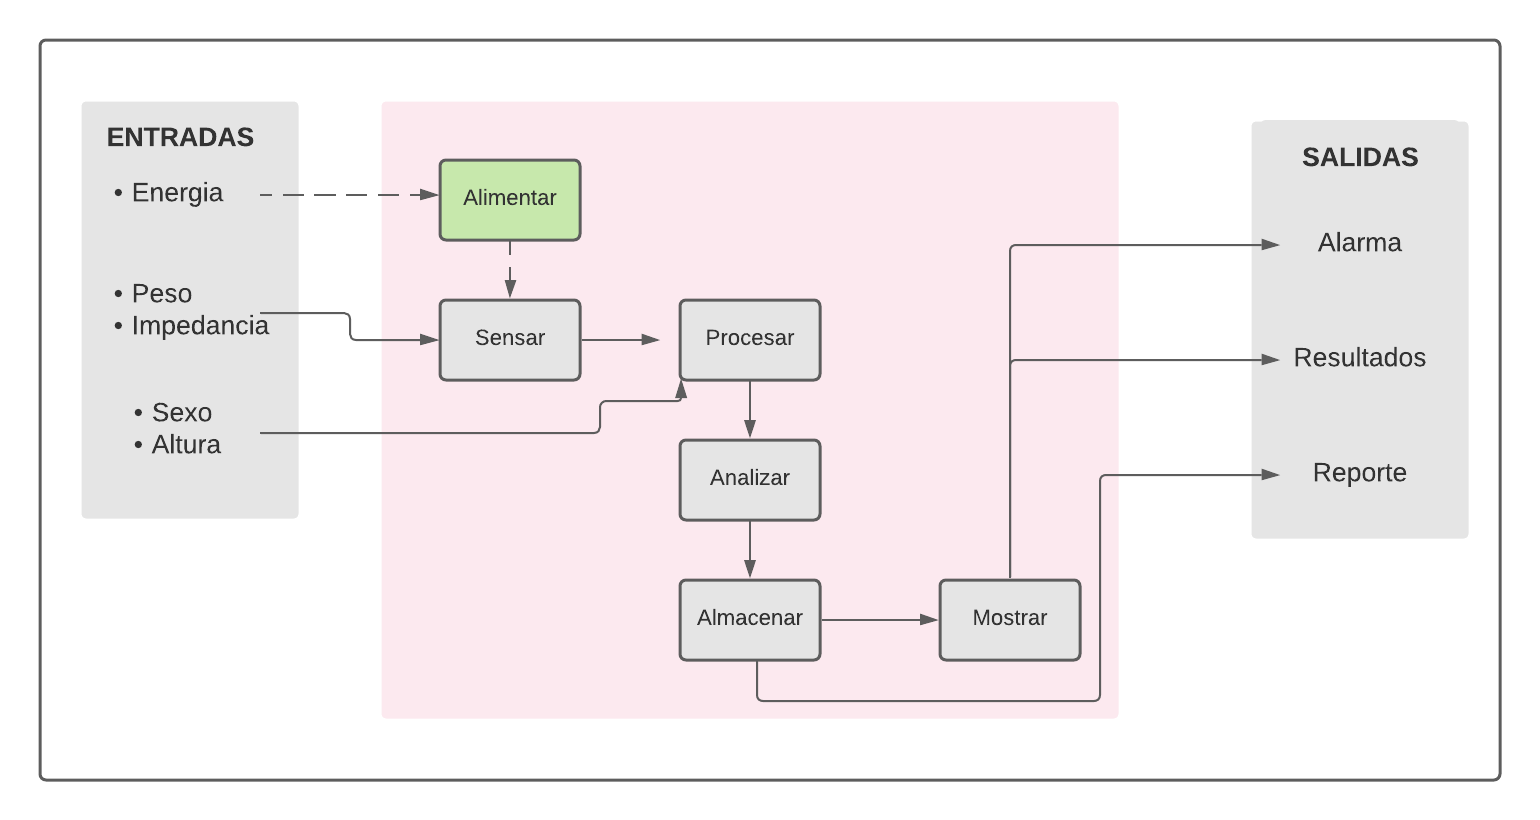 ENTRADAS
• Energia
• Peso
• Impedancia
• Sexo
• Altura
Alimentar
Sensar
Procesar
Analizar
Almacenar
Mostrar
SALIDAS
Alarma
Resultados
Reporte